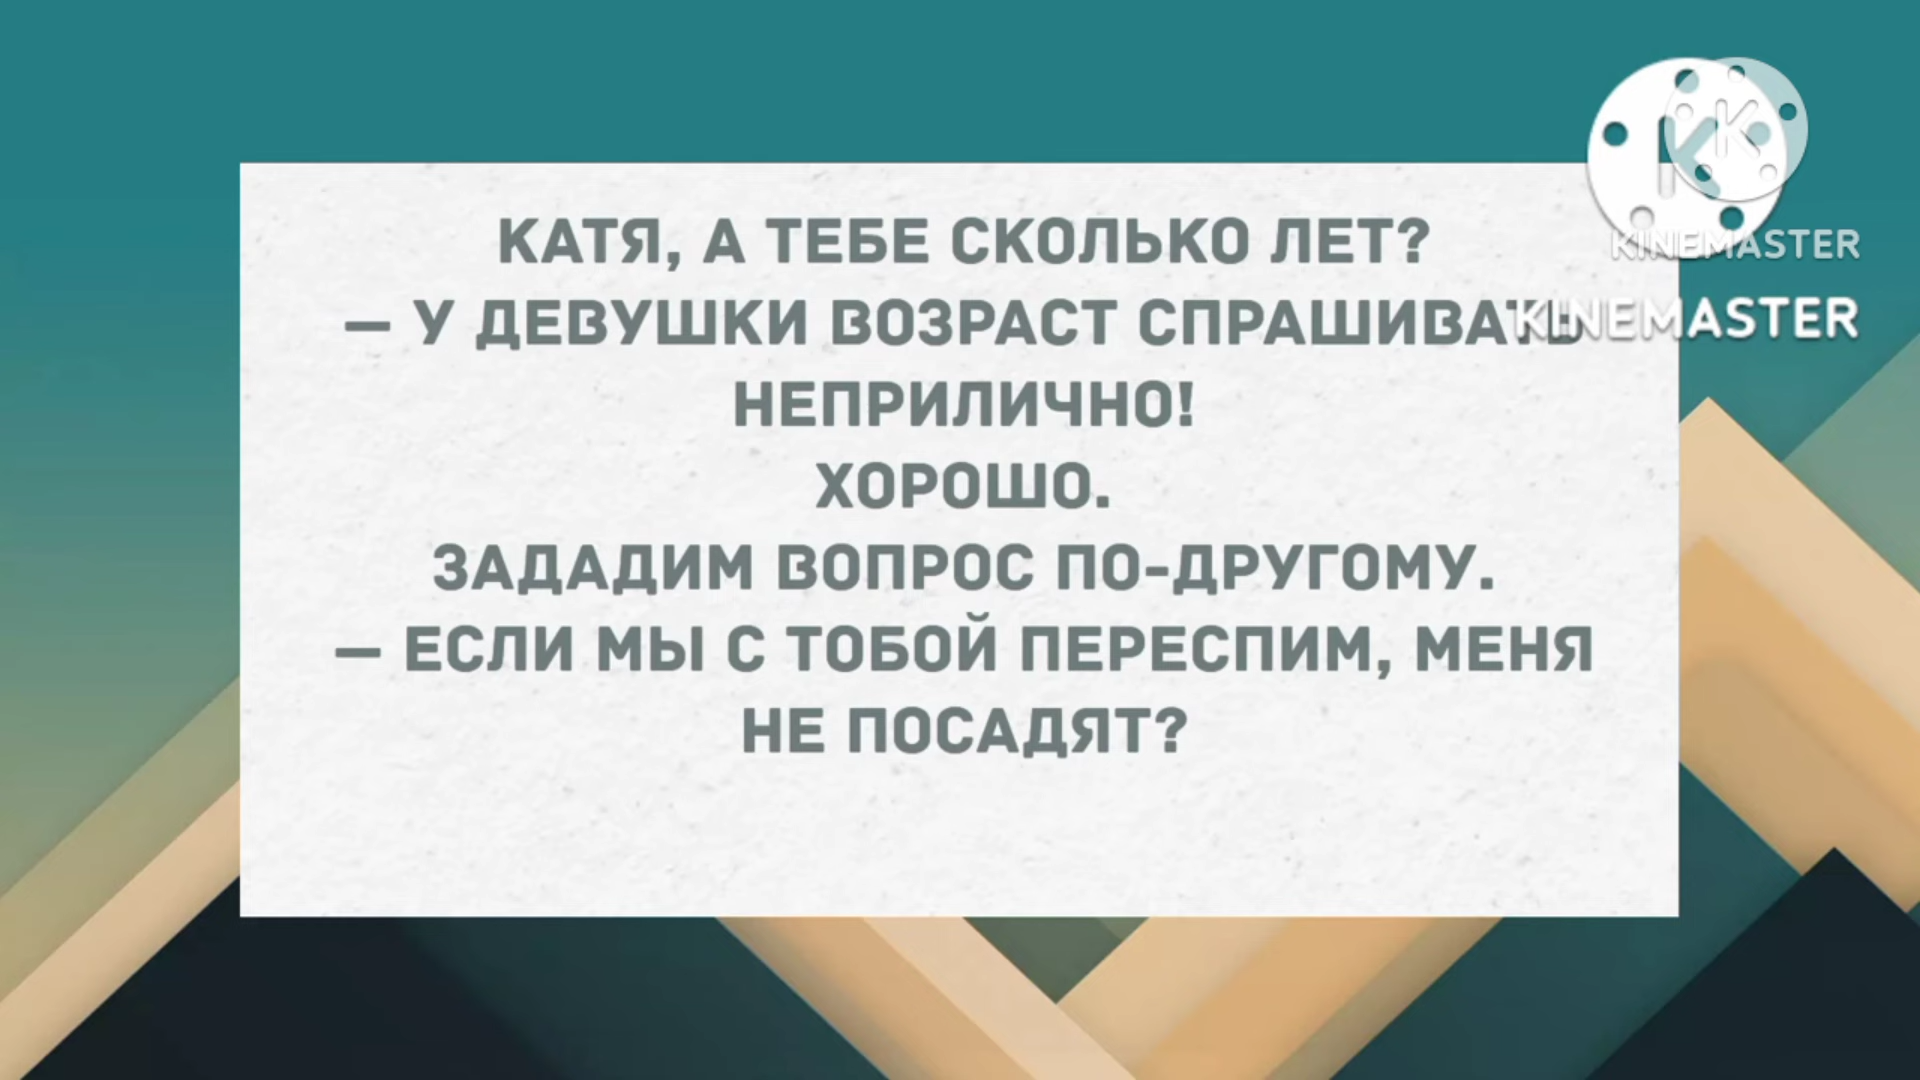 КАТЯ, А ТЕБЕ СКОЛЬКО ЛЕТ?
— У ДЕВУШКИ ВОЗРАСТ СПРАШИВАТЬ
НЕПРИЛИЧНО!
ХОРОШО.
ЗАДАДИМ ВОПРОС ПО-ДРУГОМУ.
— ЕСЛИ МЫ С ТОБОЙ ПЕРЕСПИМ, МЕНЯ
НЕ ПОСАДЯТ?
K
K
KINEMASTER
KINEMASTER